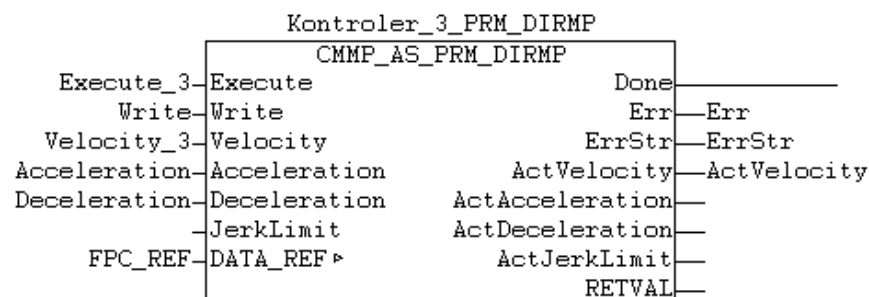 Kontroler_3_PRM_DIRMP
CMMP_AS_PRM_DIRMP
Execute_3 Execute Done
Write Write Err Err
Velocity_3 Velocity ErrStr ErrStr
Acceleration Acceleration ActVelocity ActVelocity
Deceleration Deceleration ActAcceleration
JerkLimit ActDeceleration
FPC_REF DATA_REF ActJerkLimit
RETVAL